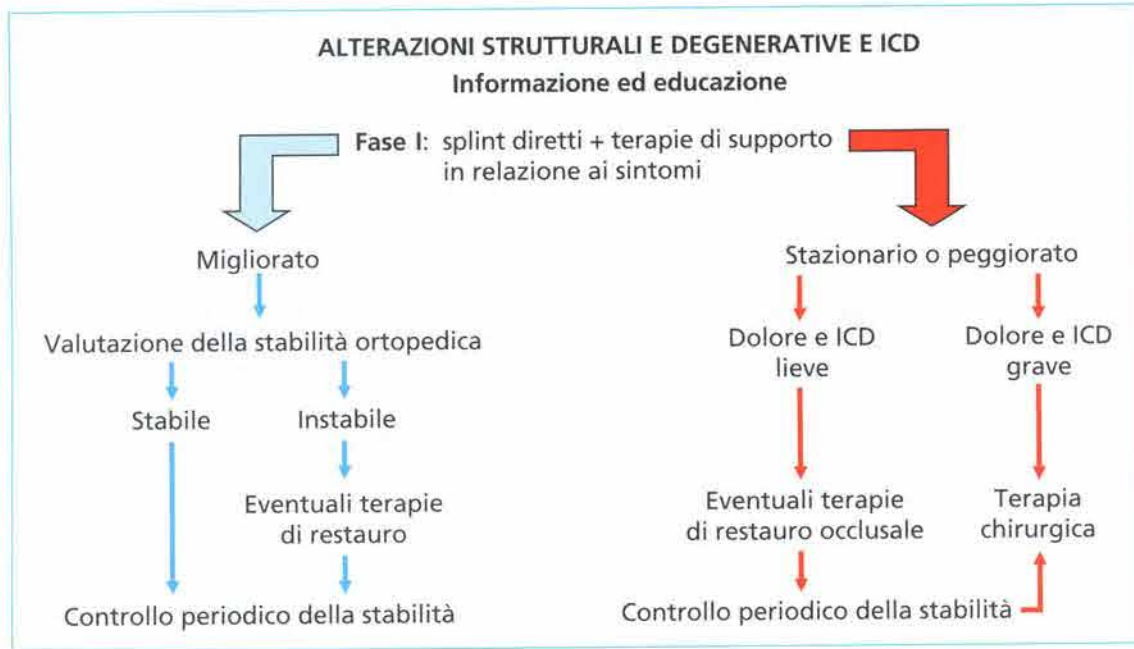 ALTERAZIONI STRUTTURALI E DEGENERATIVE E ICD
Informazione ed educazione
Fase I: splint diretti + terapie di supporto
in relazione ai sintomi
Migliorato
Valutazione della stabilità ortopedica
Stabile
Instabile
Eventuali terapie
di restauro
Controllo periodico della stabilità
Stazionario o peggiorato
Dolore e ICD
lieve
Dolore e ICD
grave
Eventuali terapie
di restauro occlusale
Terapia
chirurgica
Controllo periodico della stabilità